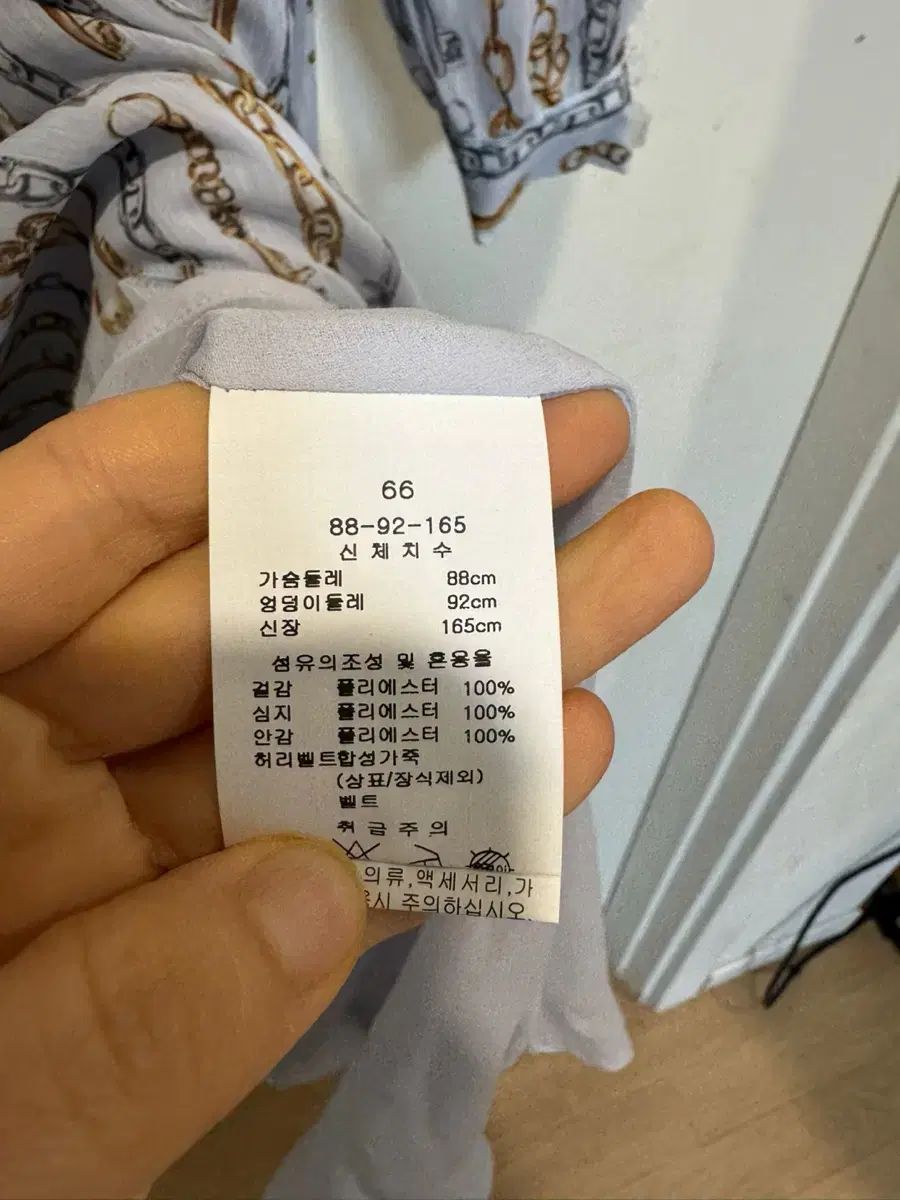 66
88-92-165
신체치수
가슴둘레 88cm
엉덩이둘레 92cm
신장 165cm
섬유의조성 및 혼용율
겉감 폴리에스터 100%
심지 폴리에스터 100%
안감 폴리에스터 100%
허리벨트합성가죽
(상표/장식제외)
벨트
취급주의
의류,액세서리,가
시 주의하십시오.